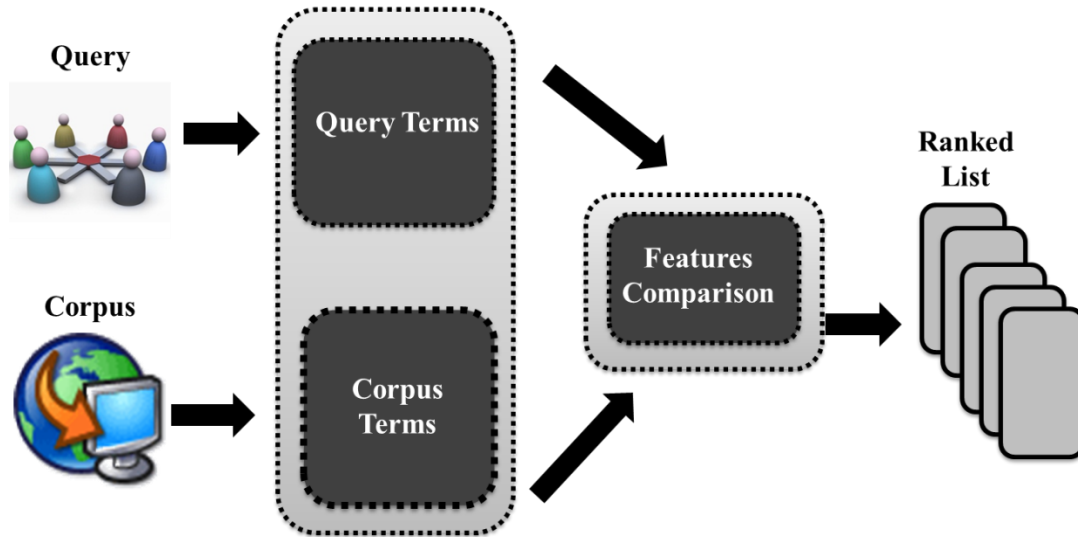 Query
Query Terms
Corpus
Corpus
Terms
Features
Comparison
Ranked
List